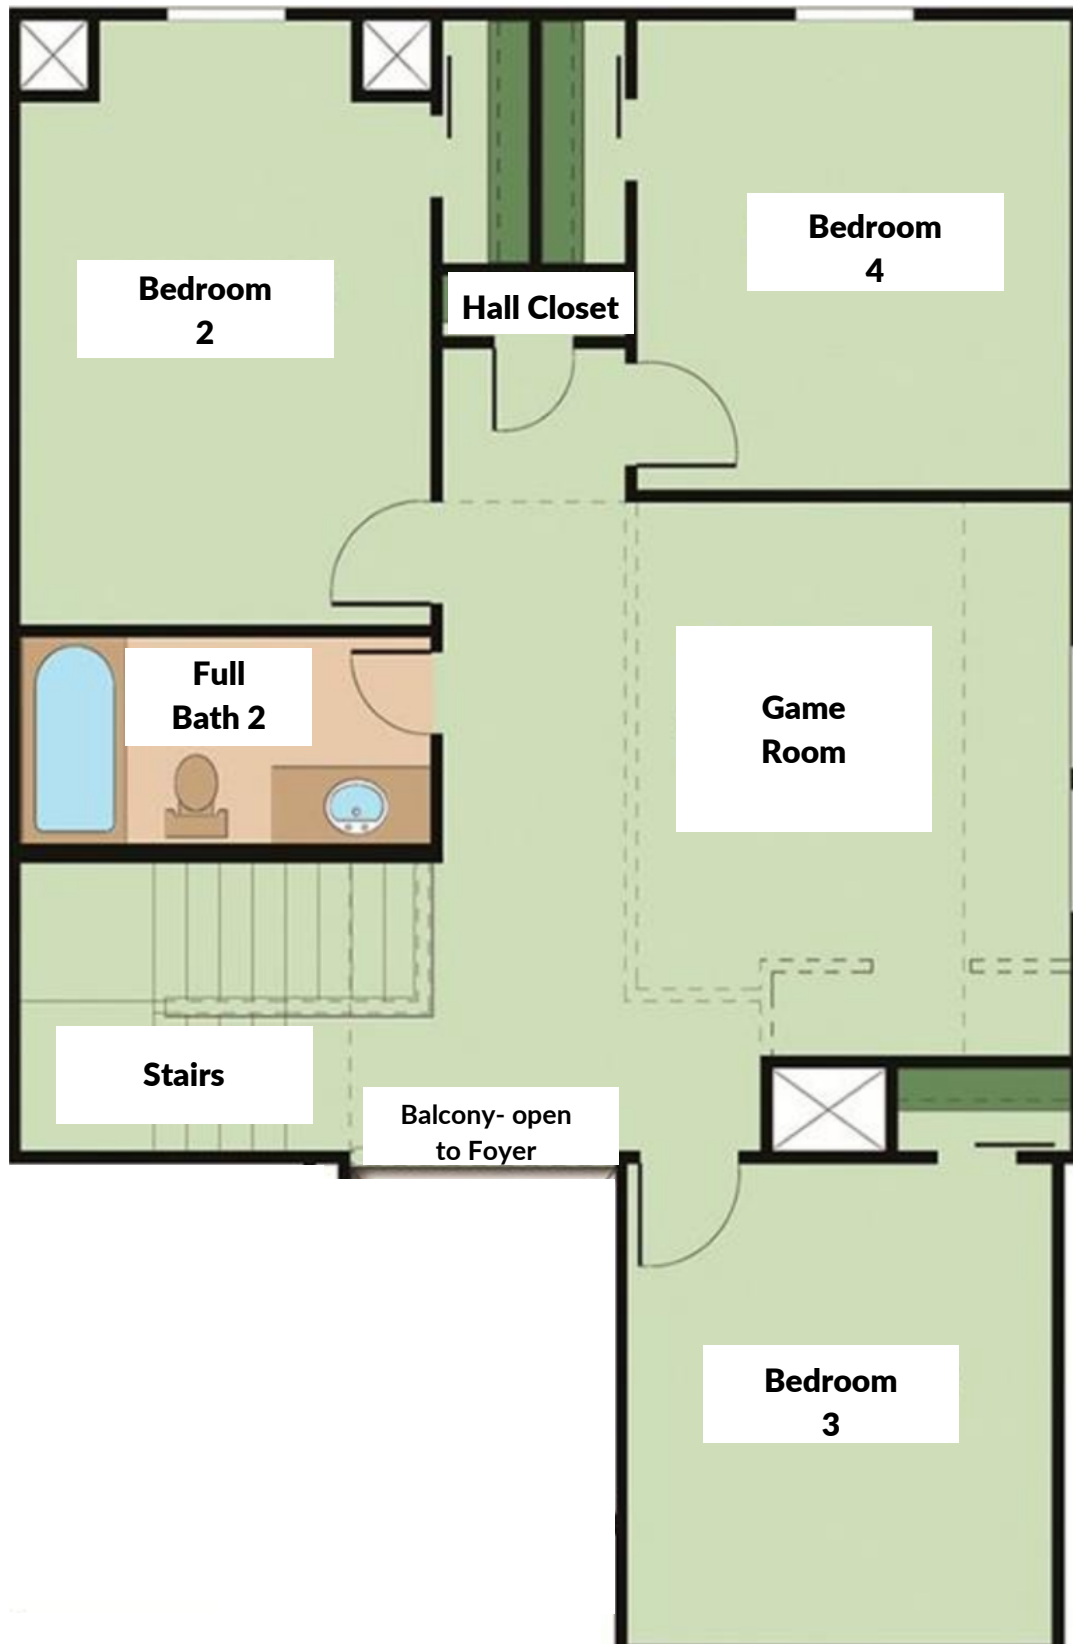 Bedroom
4
Bedroom
2
Hall Closet
Full
Bath 2
Game
Room
Stairs
Balcony- open
to Foyer
Bedroom
3